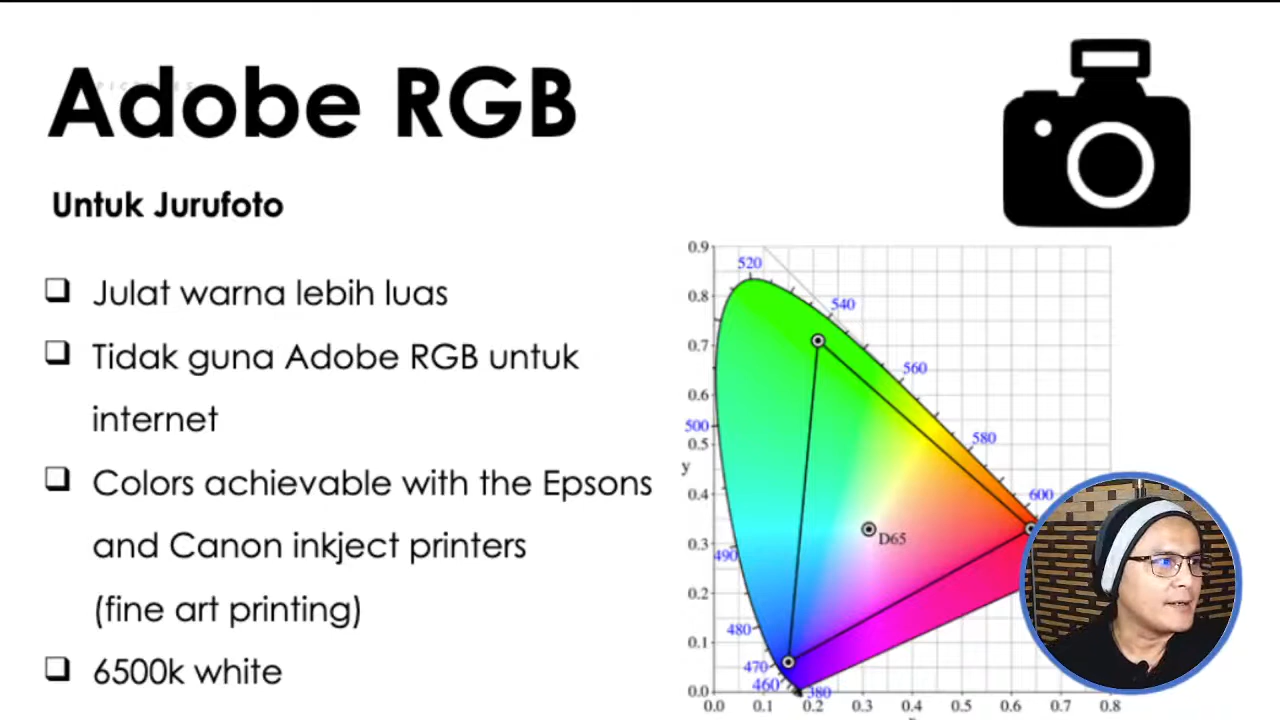 Adobe RGB
Untuk Jurufoto
Julat warna lebih luas
Tidak guna Adobe RGB untuk
internet
Colors achievable with the Epsons
and Canon inkject printers
(fine art printing)
6500k white
0.9
520
0.8
540
0.7
560
0.6
500
580
0.5
y
0.4
600
D65
0.3
490
0.2
480
0.1
470
460
380
0.0
0.0 0.1 0.2 0.3 0.4 0.5 0.6 0.7 0.8